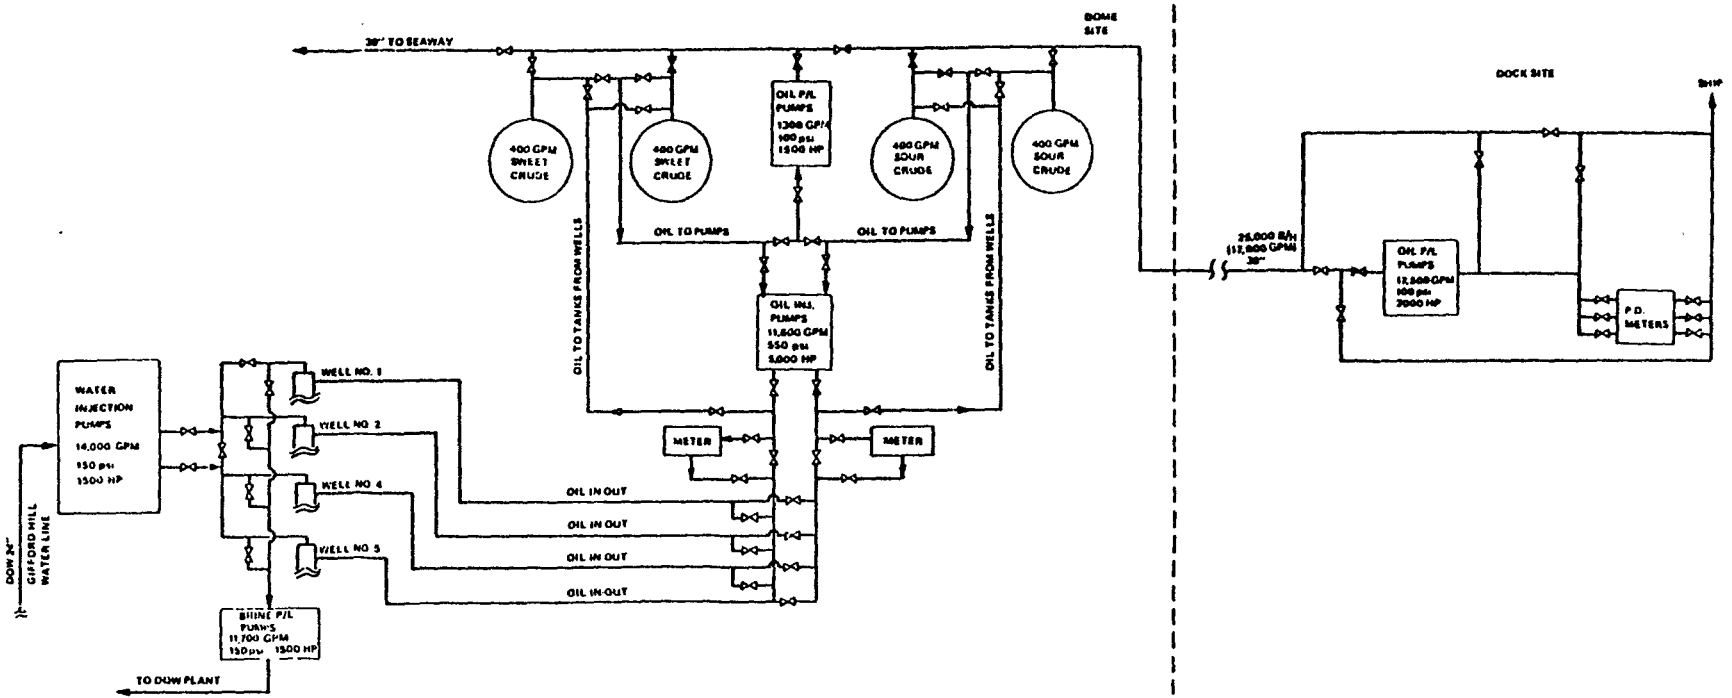 30" TO SEAWAY
DOME
SITE
DOCK SITE
SHIP
OIL P/L
PUMPS
100 psi
1500 HP
400 GPM
SWEET
CRUDE
400 GPM
SWEET
CRUDE
400 GPM
SOUR
CRUDE
400 GPM
SOUR
CRUDE
OIL TO PUMPS
OIL TO PUMPS
OIL TO TANKS FROM WELLS
OIL TO TANKS FROM WELLS
30"
OIL P/L
PUMPS
100 psi
P.D.
METERS
OIL INJ.
PUMPS
550 psi
5,000 HP
WATER
INJECTION
PUMPS
14,000 GPM
150 psi
1500 HP
WELL NO. 1
WELL NO 2
WELL NO 4
WELL NO. 5
METER
METER
OIL IN OUT
OIL IN OUT
OIL IN OUT
OIL IN-OUT
DOW 24"
GIFFORD HILL
WATER LINE
BRINE P/L
PUMPS
11,700 GPM
150 psi 1500 HP
TO DOW PLANT